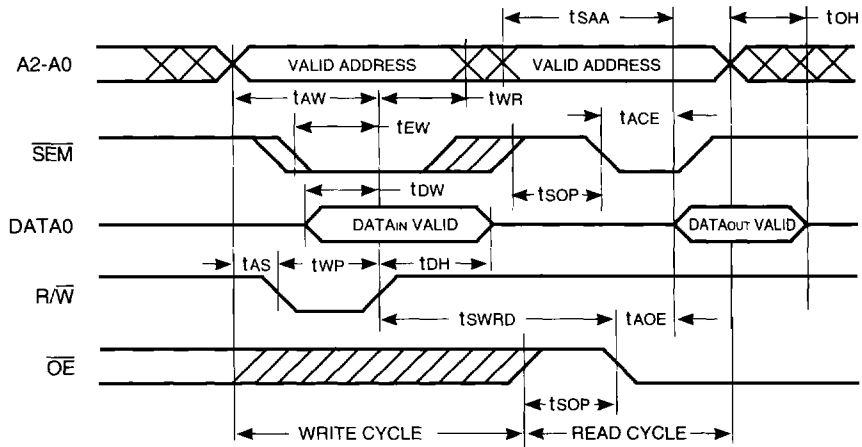 tSAA
tOH
A2-A0
VALID ADDRESS
VALID ADDRESS
tAW
tWR
tEW
tACE
SEM
tDW
tSOP
DATA0
DATAIN VALID
DATAOUT VALID
tAS
tWP
tDH
R/W
tSWRD
tAOE
OE
tSOP
WRITE CYCLE
READ CYCLE